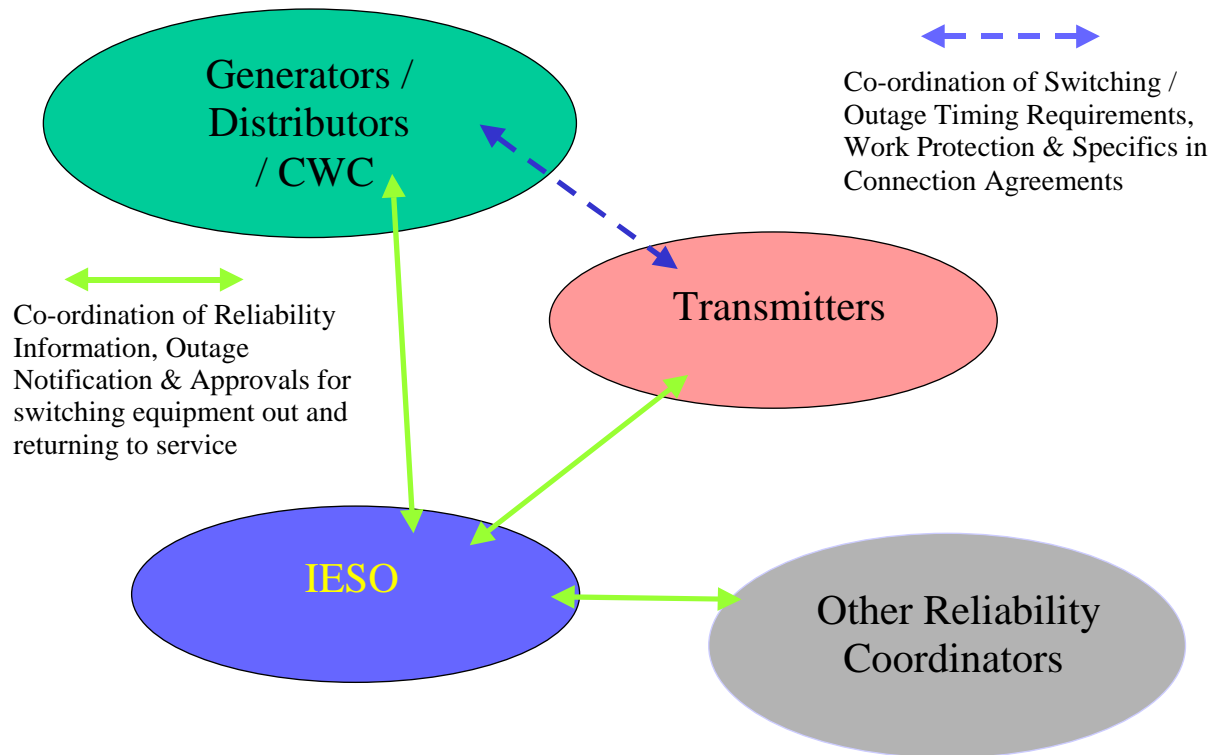 Generators /
Distributors
/ CWC
Co-ordination of Switching /
Outage Timing Requirements,
Work Protection & Specifics in
Connection Agreements
Transmitters
Co-ordination of Reliability
Information, Outage
Notification & Approvals for
switching equipment out and
returning to service
IESO
Other Reliability
Coordinators